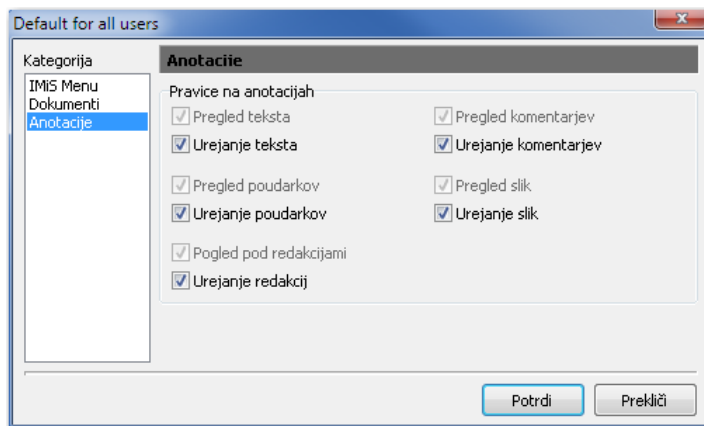 Default for all users
Kategorija
IMiS Menu
Dokumenti
Anotacije
Anotacije
Pravice na anotacijah
Pregled teksta
Pregled komentarjev
Urejanje teksta
Urejanje komentarjev
Pregled poudarkov
Pregled slik
Urejanje poudarkov
Urejanje slik
Pogled pod redakcijami
Urejanje redakcij
Potrdi
Prekliči